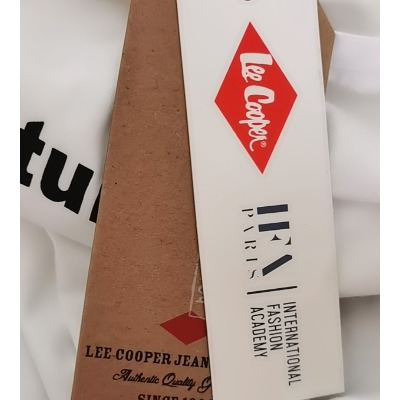 Lee Cooper®
IFA
PARIS
INTERNATIONAL
FASHION
ACADEMY
LEE COOPER JEAN
Authentic Quality
SINCE
tu